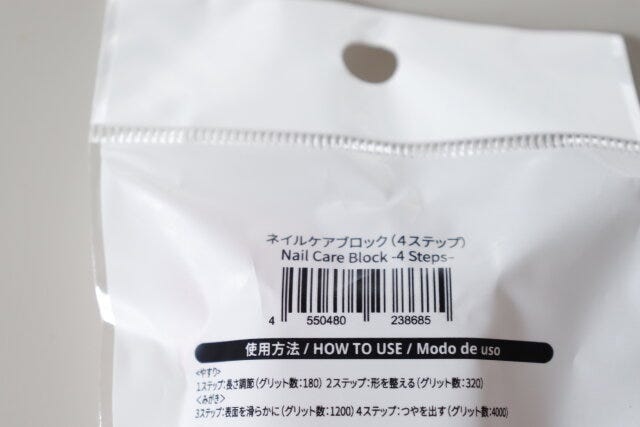 ネイルケアブロック(4ステップ)
Nail Care Block -4 Steps-
4 550480 238685
使用方法 / HOW TO USE / Modo de uso
<やすり>
1ステップ:長さ調節(グリット数:180) 2ステップ:形を整える(グリット数:320)
<みがき>
3ステップ:表面を滑らかに(グリット数:1200) 4ステップ:つやを出す(グリット数:4000)